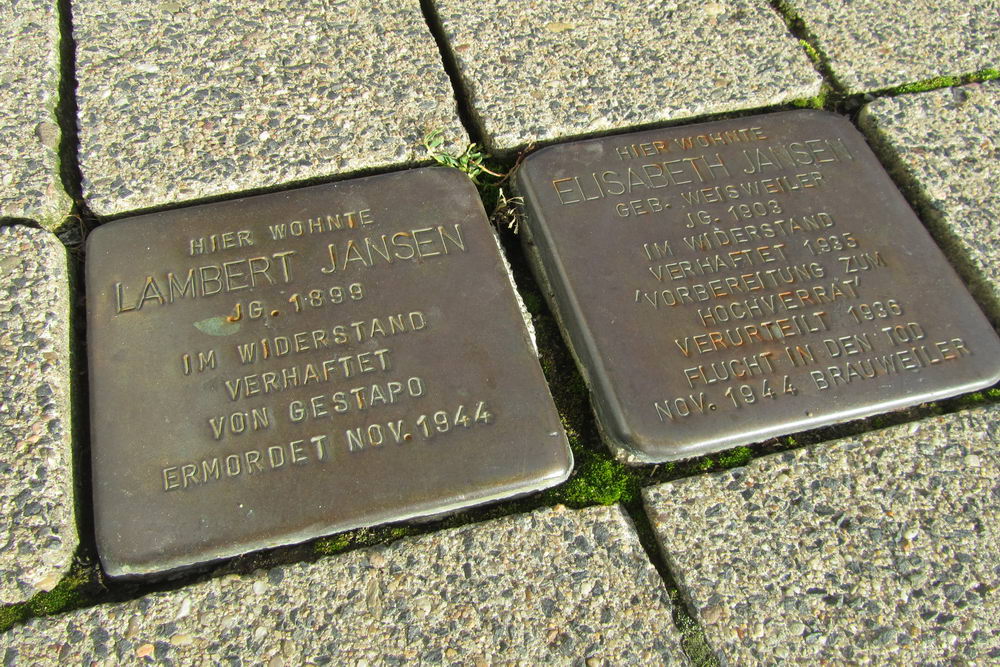 HIER WOHNTE
LAMBERT JANSEN
JG. 1899
IM WIDERSTAND
VERHAFTET
VON GESTAPO
ERMORDET NOV. 1944
HIER WOHNTE
ELISABETH JANSEN
GEB. WEISWEILER
JG. 1903
IM WIDERSTAND
VERHAFTET 1935
'VORBEREITUNG ZUM
HOCHVERRAT'
VERURTEILT 1936
FLUCHT IN DEN TOD
NOV. 1944 BRAUWEILER